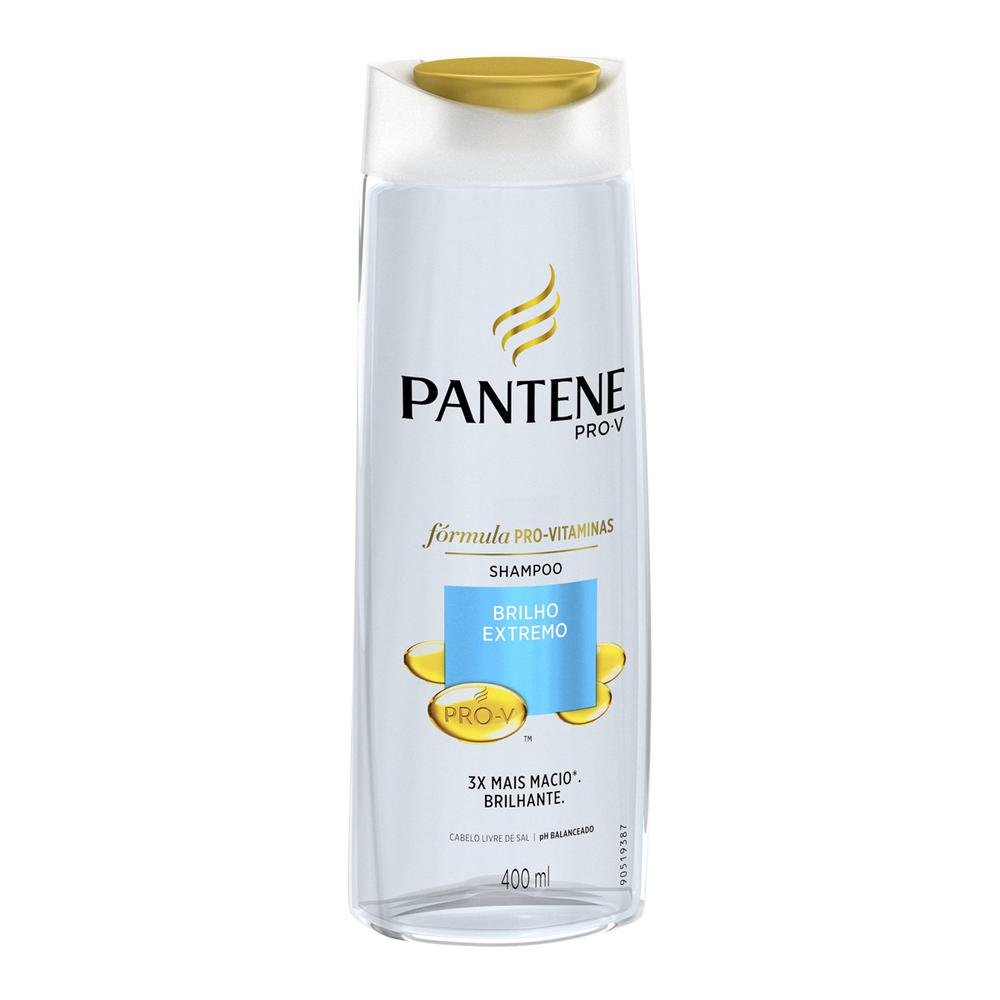 PANTENE
PRO-V
fórmula PRO-VITAMINAS
SHAMPOO
BRILHO
EXTREMO
PRO-V
TM
3X MAIS MACIO*.
BRILHANTE.
CABELO LIVRE DE SAL | pH BALANCEADO
400 ml
90519387